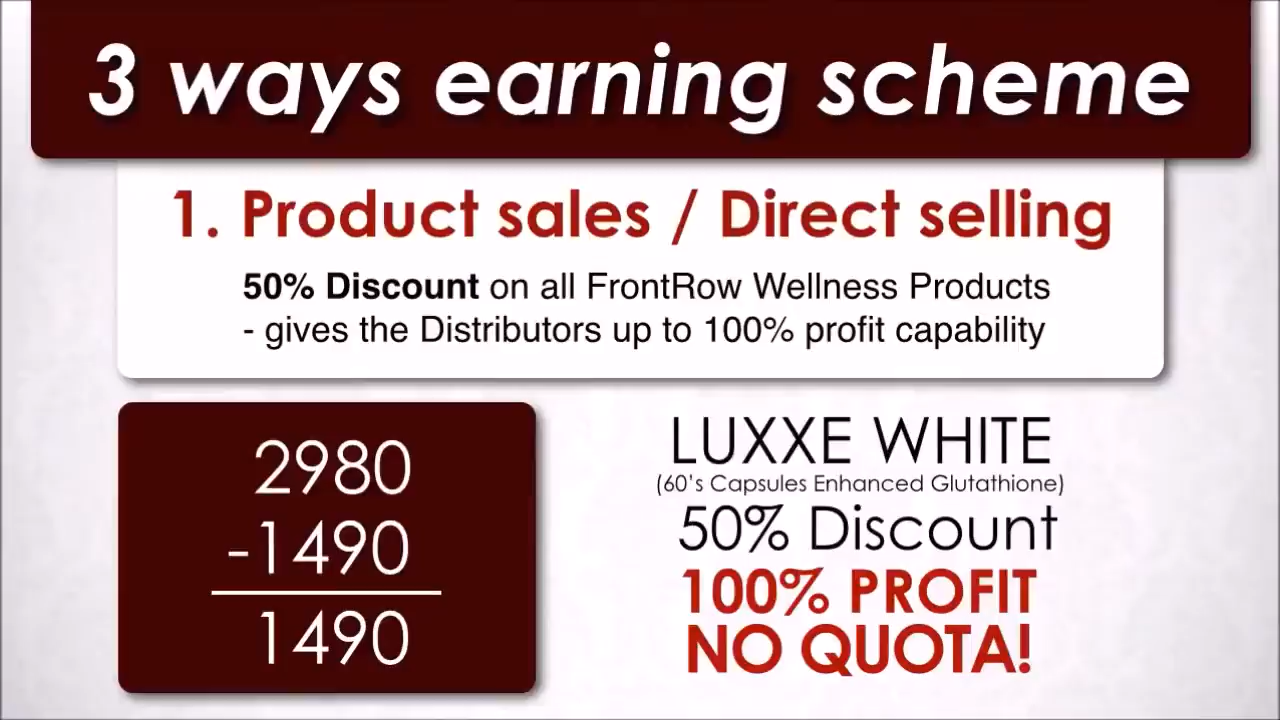 3 ways earning scheme
1. Product sales / Direct selling
50% Discount on all FrontRow Wellness Products
- gives the Distributors up to 100% profit capability
2980
-1490
1490
LUXXE WHITE
(60's Capsules Enhanced Glutathione)
50% Discount
100% PROFIT
NO QUOTA!